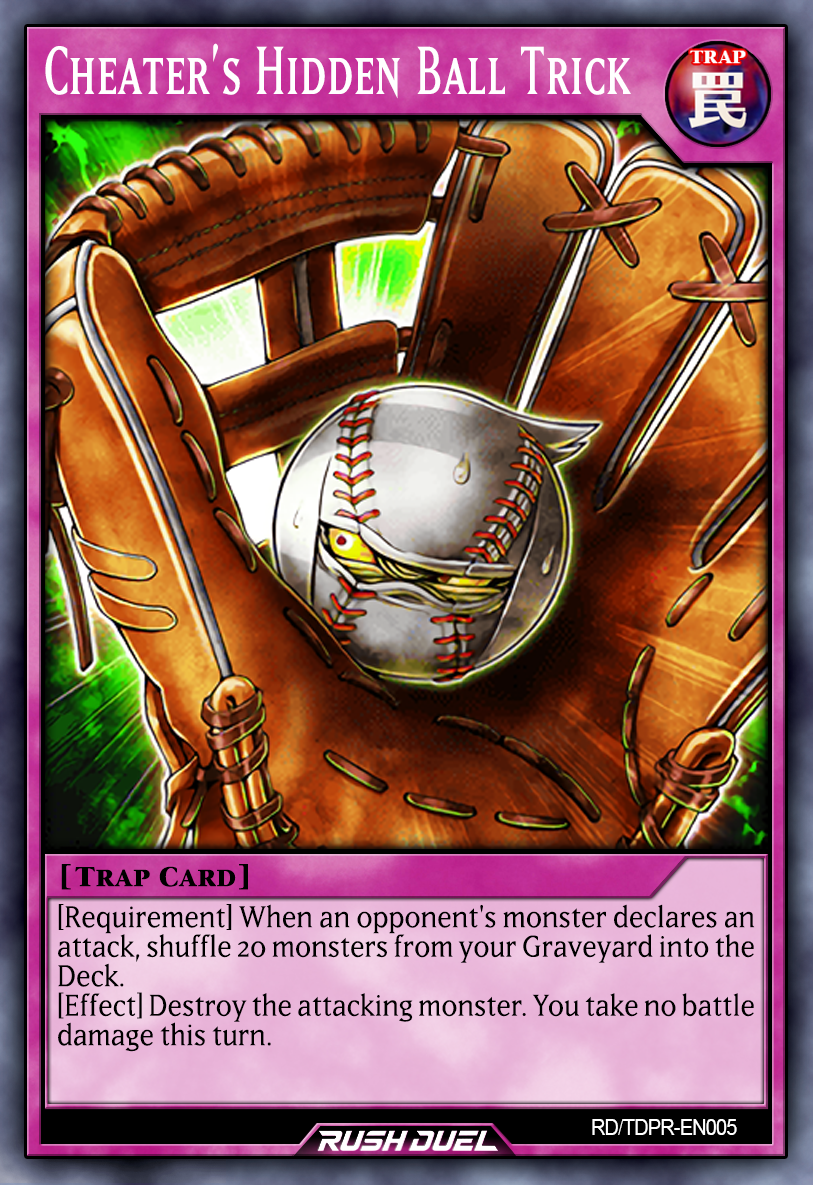 Cheater's Hidden Ball Trick
TRAP
罠
[Trap Card]
[Requirement] When an opponent's monster declares an
attack, shuffle 20 monsters from your Graveyard into the
Deck.
[Effect] Destroy the attacking monster. You take no battle
damage this turn.
RD/TDPR-EN005
RUSH DUEL